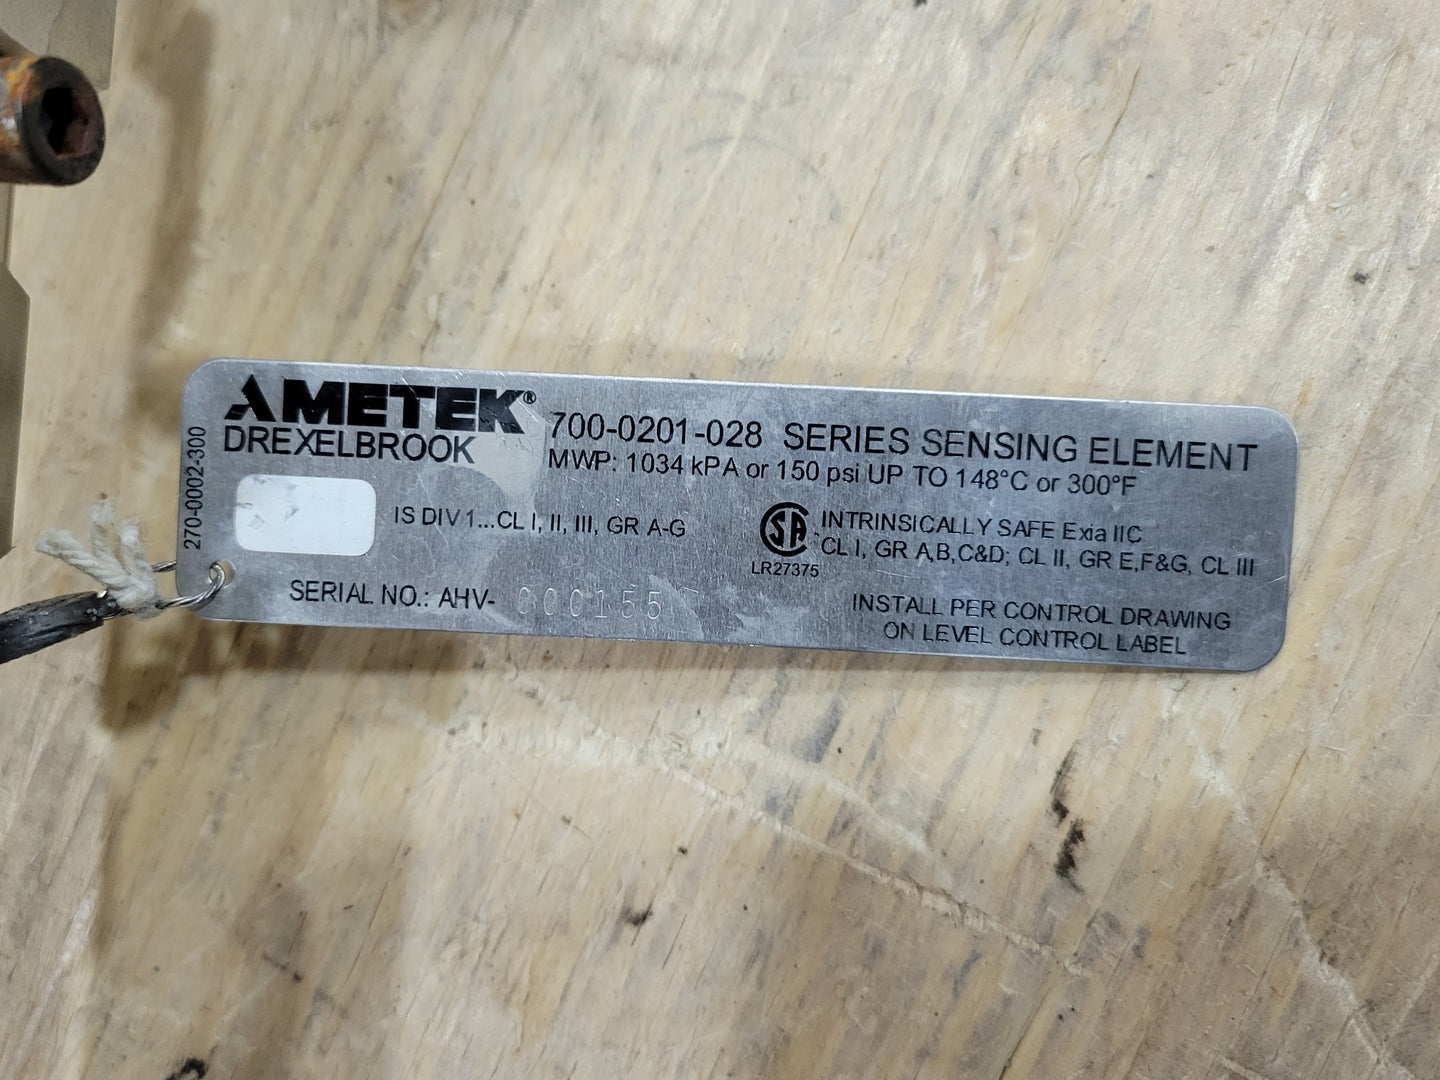 AMETEK®
DREXELBROOK
270-0002-300
700-0201-028 SERIES SENSING ELEMENT
MWP: 1034 kPA or 150 psi UP TO 148°C or 300°F
IS DIV 1...CL I, II, III, GR A-G
SA
LR27375
INTRINSICALLY SAFE Exia IIC
CL I, GR A,B,C&D; CL II, GR E,F&G, CL III
SERIAL NO.: AHV- 000155
INSTALL PER CONTROL DRAWING
ON LEVEL CONTROL LABEL